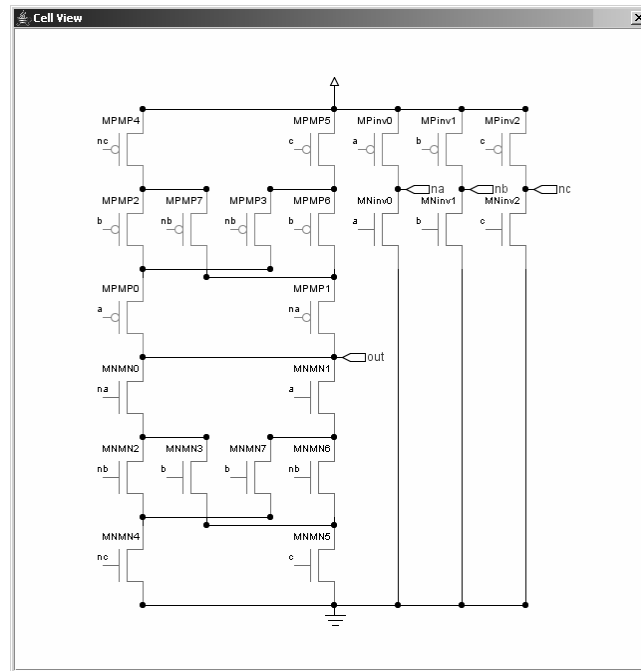 Cell View
MPMP4 MPMP5 MPinv0 MPinv1 MPinv2
nc c a b c
na nb nc
MPMP2 MPMP7 MPMP3 MPMP6 MNinv0 MNinv1 MNinv2
b nb nb b a b c
MPMP0 MPMP1
a na
out
MNMN0 MNMN1
na a
MNMN2 MNMN3 MNMN7 MNMN6
nb b b nb
MNMN4 MNMN5
nc c